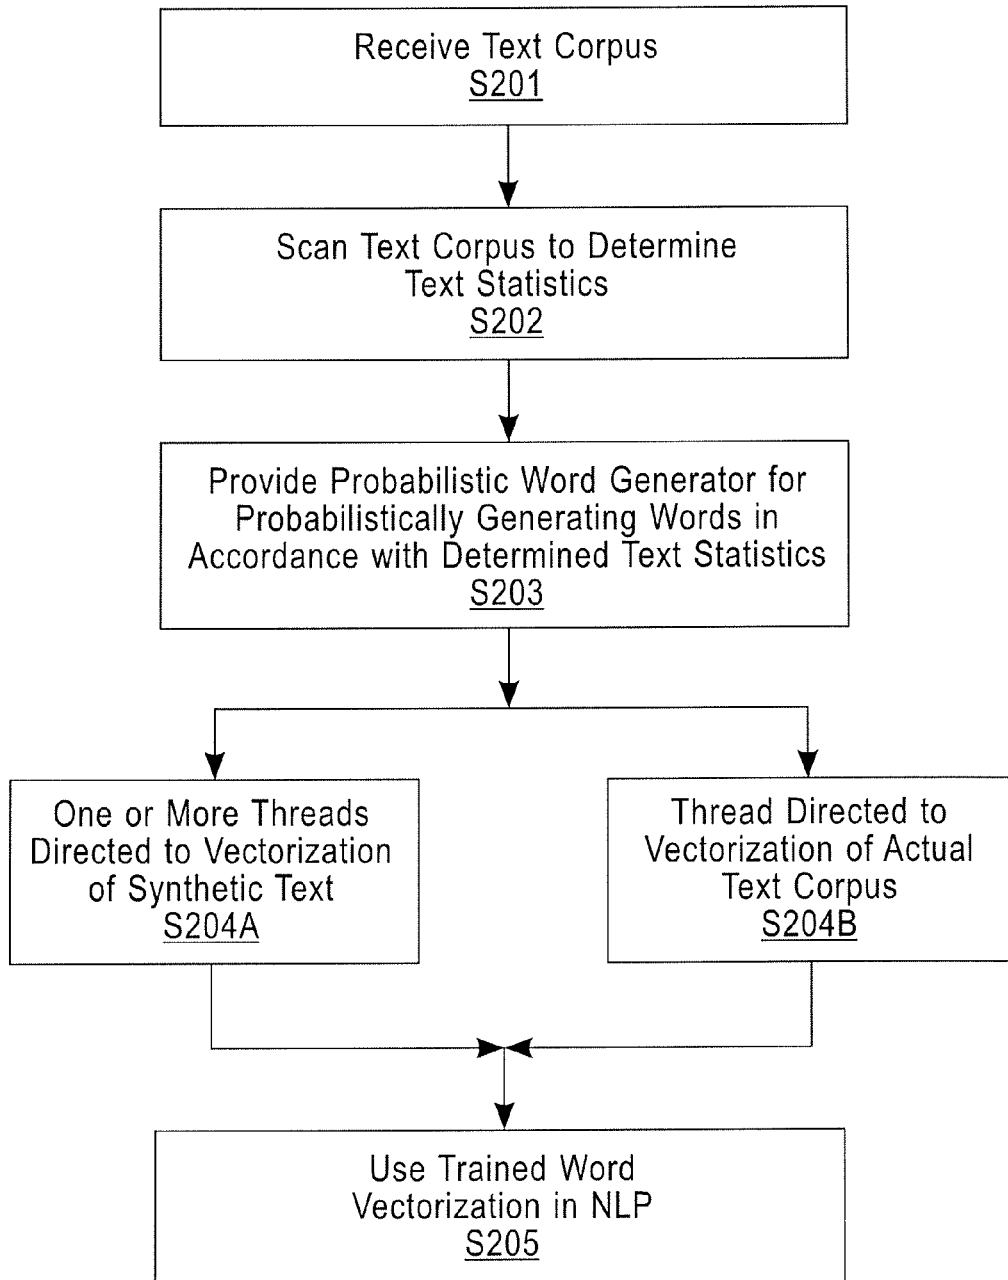 Receive Text Corpus
S201
Scan Text Corpus to Determine
Text Statistics
S202
Provide Probabilistic Word Generator for
Probabilistically Generating Words in
Accordance with Determined Text Statistics
S203
One or More Threads
Directed to Vectorization
of Synthetic Text
S204A
Thread Directed to
Vectorization of Actual
Text Corpus
S204B
Use Trained Word
Vectorization in NLP
S205